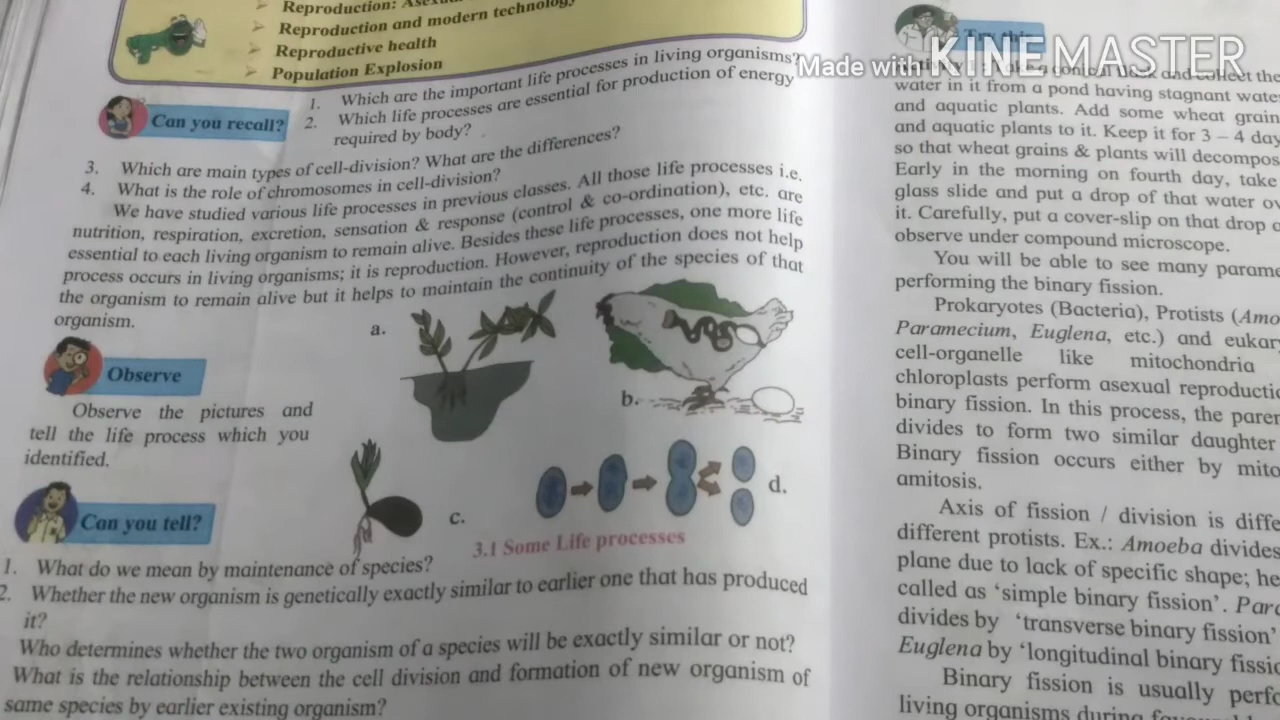 Reproduction:
Reproduction and modern technology
Reproductive health
Population Explosion
Can you recall?
1. Which are the important life processes in living organisms?
2. Which life processes are essential for production of energy
required by body?
3. Which are main types of cell-division? What are the differences?
4. What is the role of chromosomes in cell-division?
We have studied various life processes in previous classes. All those life processes i.e.
nutrition, respiration, excretion, sensation & response (control & co-ordination), etc. are
essential to each living organism to remain alive. Besides these life processes, one more life
process occurs in living organisms; it is reproduction. However, reproduction does not help
the organism to remain alive but it helps to maintain the continuity of the species of that
organism.
a.
b.
Observe
Observe the pictures and
tell the life process which you
identified.
c.
d.
3.1 Some Life processes
Can you tell?
1. What do we mean by maintenance of species?
2. Whether the new organism is genetically exactly similar to earlier one that has produced
it?
Who determines whether the two organism of a species will be exactly similar or not?
What is the relationship between the cell division and formation of new organism of
same species by earlier existing organism?
Made with KINEMASTER
Try this
and collect the
water in it from a pond having stagnant
and aquatic plants. Add some wheat
and aquatic plants to it. Keep it for 3 – 4
so that wheat grains & plants will
Early in the morning on fourth day, take
glass slide and put a drop of that water
it. Carefully, put a cover-slip on that drop
observe under compound microscope.
You will be able to see many
performing the binary fission.
Prokaryotes (Bacteria), Protists
Paramecium, Euglena, etc.) and
cell-organelle like mitochondria
chloroplasts perform asexual
binary fission. In this process, the
divides to form two similar daughter
Binary fission occurs either by
amitosis.
Axis of fission / division is
different protists. Ex.: Amoeba divides
plane due to lack of specific shape;
called as ‘simple binary fission’.
divides by ‘transverse binary fission’
Euglena by ‘longitudinal binary
Binary fission is usually
living organisms during